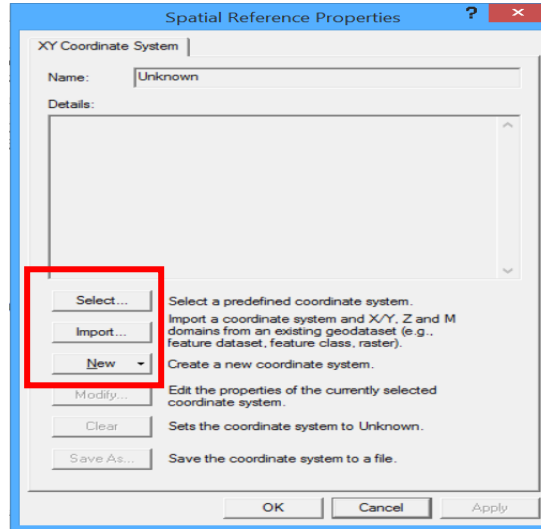 Spatial Reference Properties ? ×
XY Coordinate System
Name: Unknown
Details:
Select... Select a predefined coordinate system.
Import... Import a coordinate system and X/Y, Z and M
domains from an existing geodataset (e.g.,
feature dataset, feature class, raster).
New Create a new coordinate system.
Modify... Edit the properties of the currently selected
coordinate system.
Clear Sets the coordinate system to Unknown.
Save As... Save the coordinate system to a file.
OK Cancel Apply